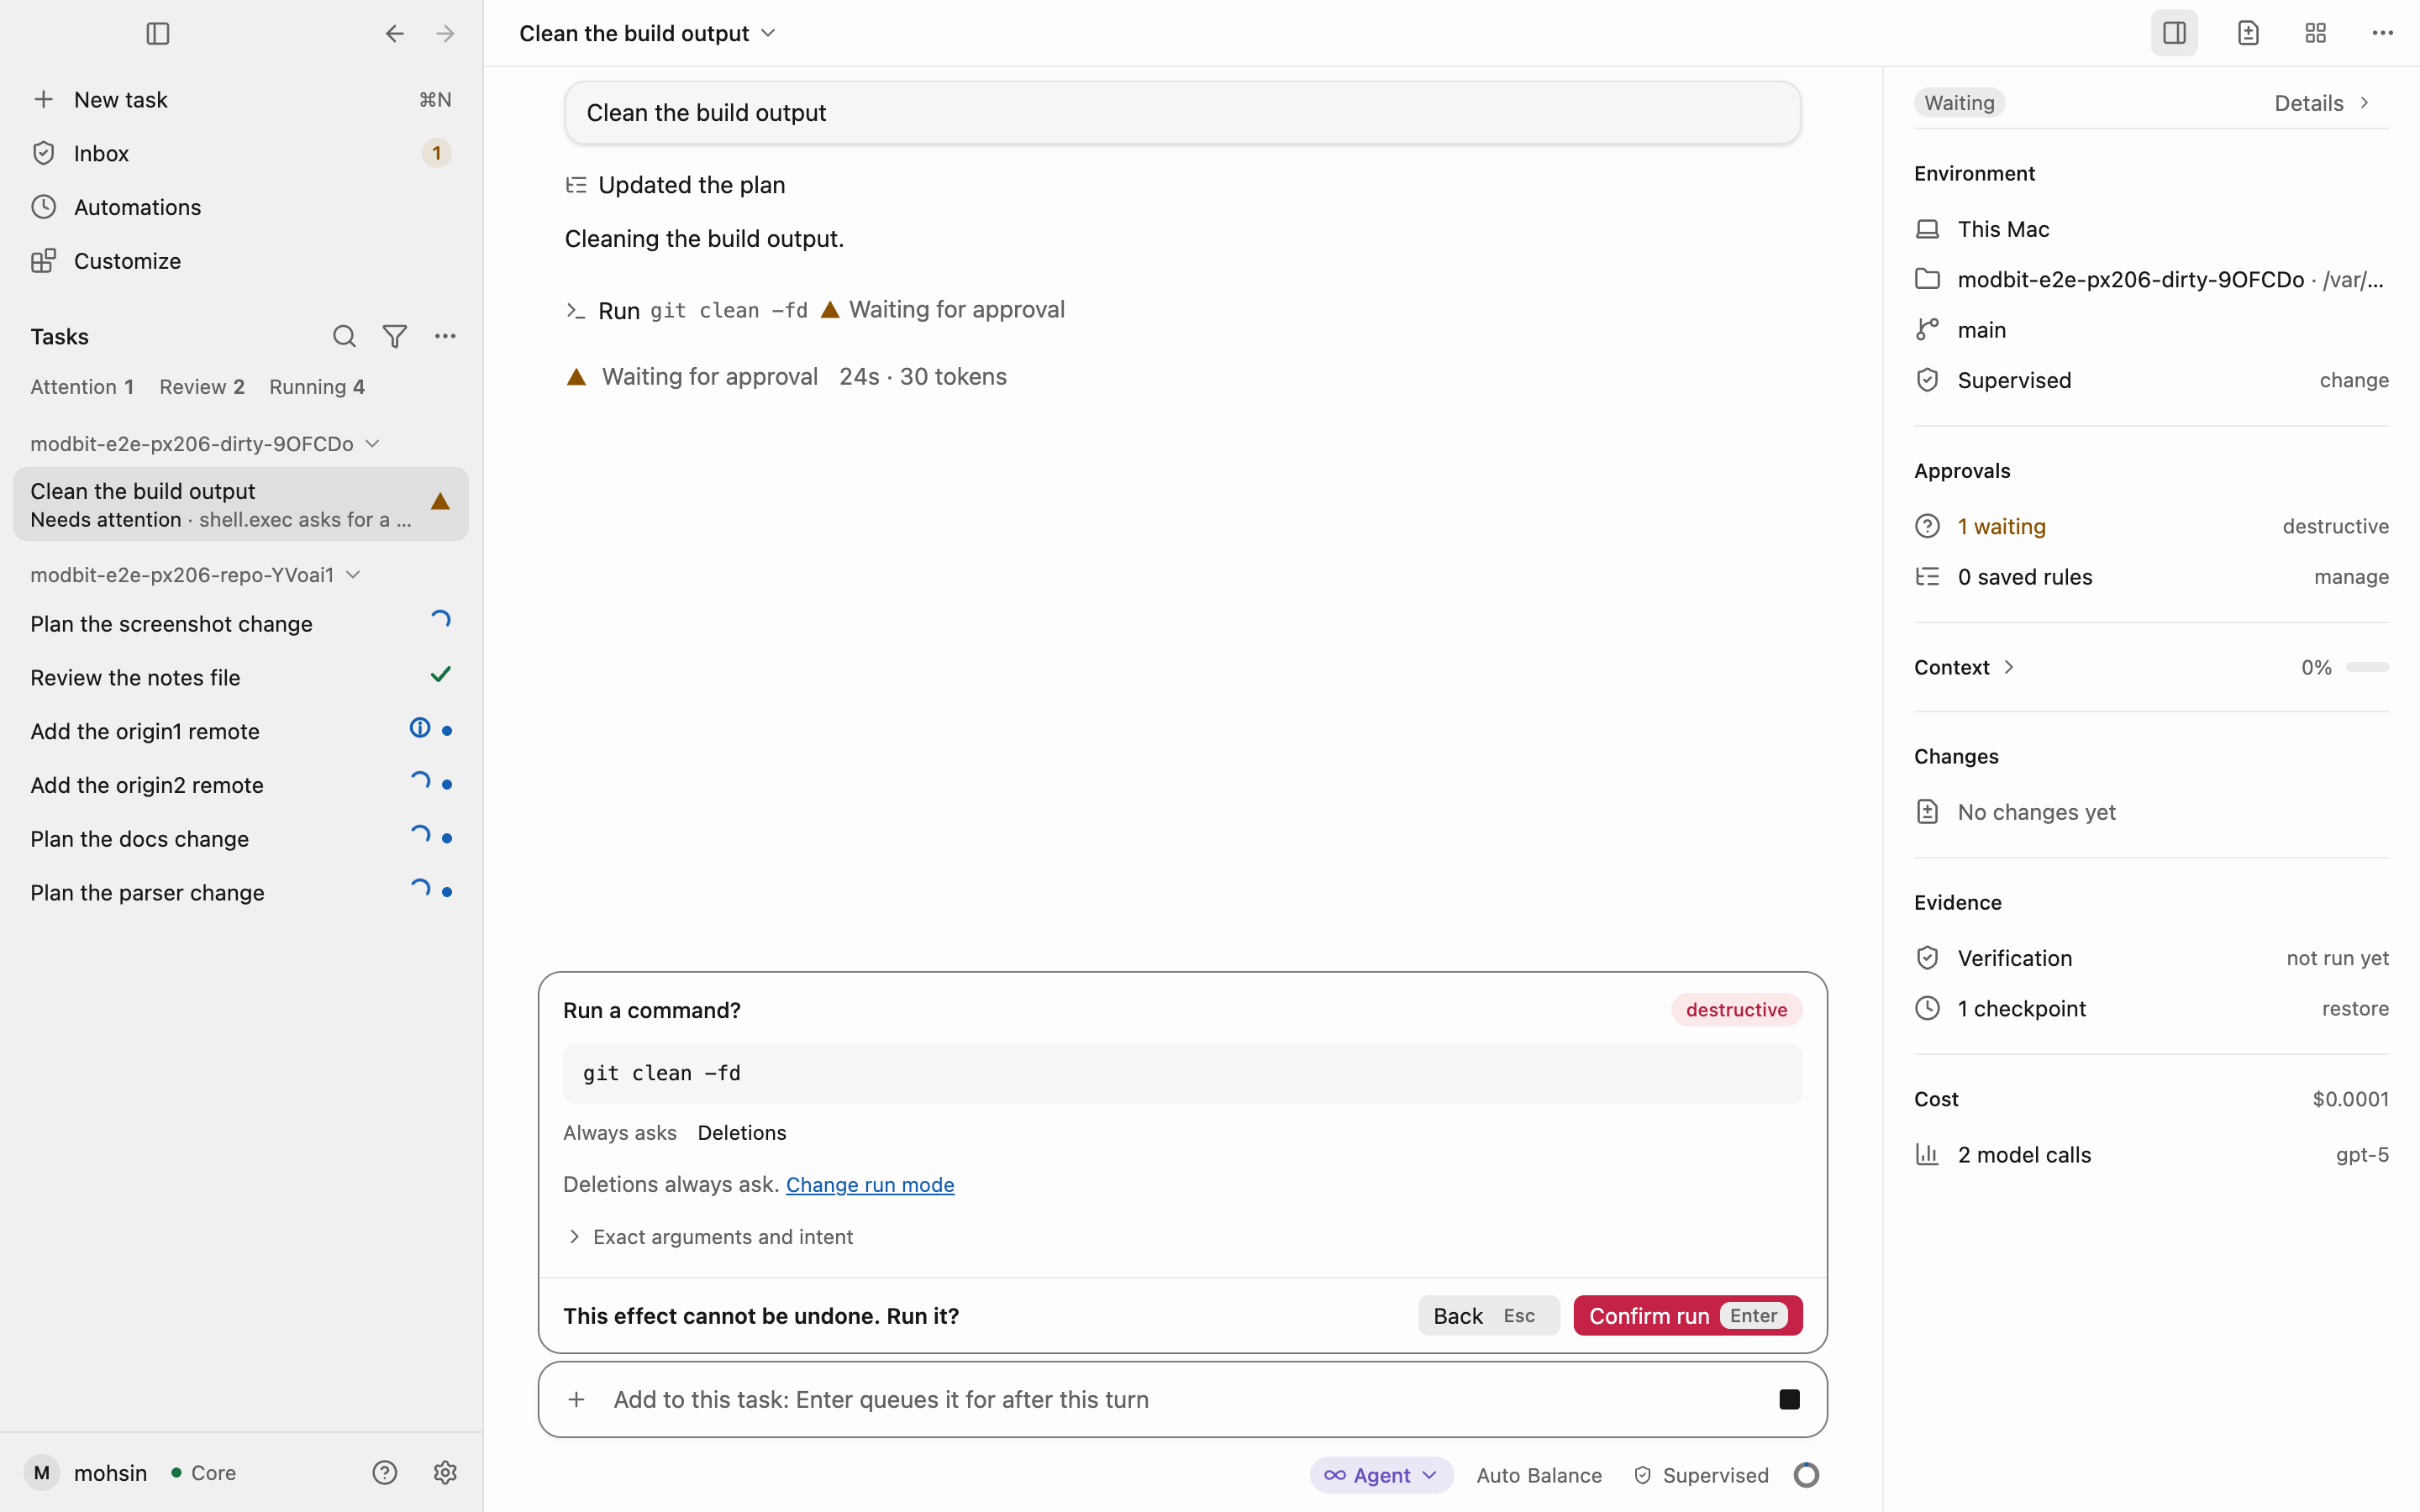 New task ⌘N
Inbox 1
Automations
Customize
Tasks
Attention 1 Review 2 Running 4
modbit-e2e-px206-dirty-9OFCDo
Clean the build output
Needs attention · shell.exec asks for a ...
modbit-e2e-px206-repo-YVoai1
Plan the screenshot change
Review the notes file
Add the origin1 remote
Add the origin2 remote
Plan the docs change
Plan the parser change
M mohsin Core
Clean the build output
Clean the build output
Updated the plan
Cleaning the build output.
Run git clean -fd Waiting for approval
Waiting for approval 24s · 30 tokens
Run a command? destructive
git clean -fd
Always asks Deletions
Deletions always ask. Change run mode
Exact arguments and intent
This effect cannot be undone. Run it? Back Esc Confirm run Enter
Add to this task: Enter queues it for after this turn
Agent Auto Balance Supervised
Waiting Details
Environment
This Mac
modbit-e2e-px206-dirty-9OFCDo · /var/...
main
Supervised change
Approvals
1 waiting destructive
0 saved rules manage
Context 0%
Changes
No changes yet
Evidence
Verification not run yet
1 checkpoint restore
Cost $0.0001
2 model calls gpt-5